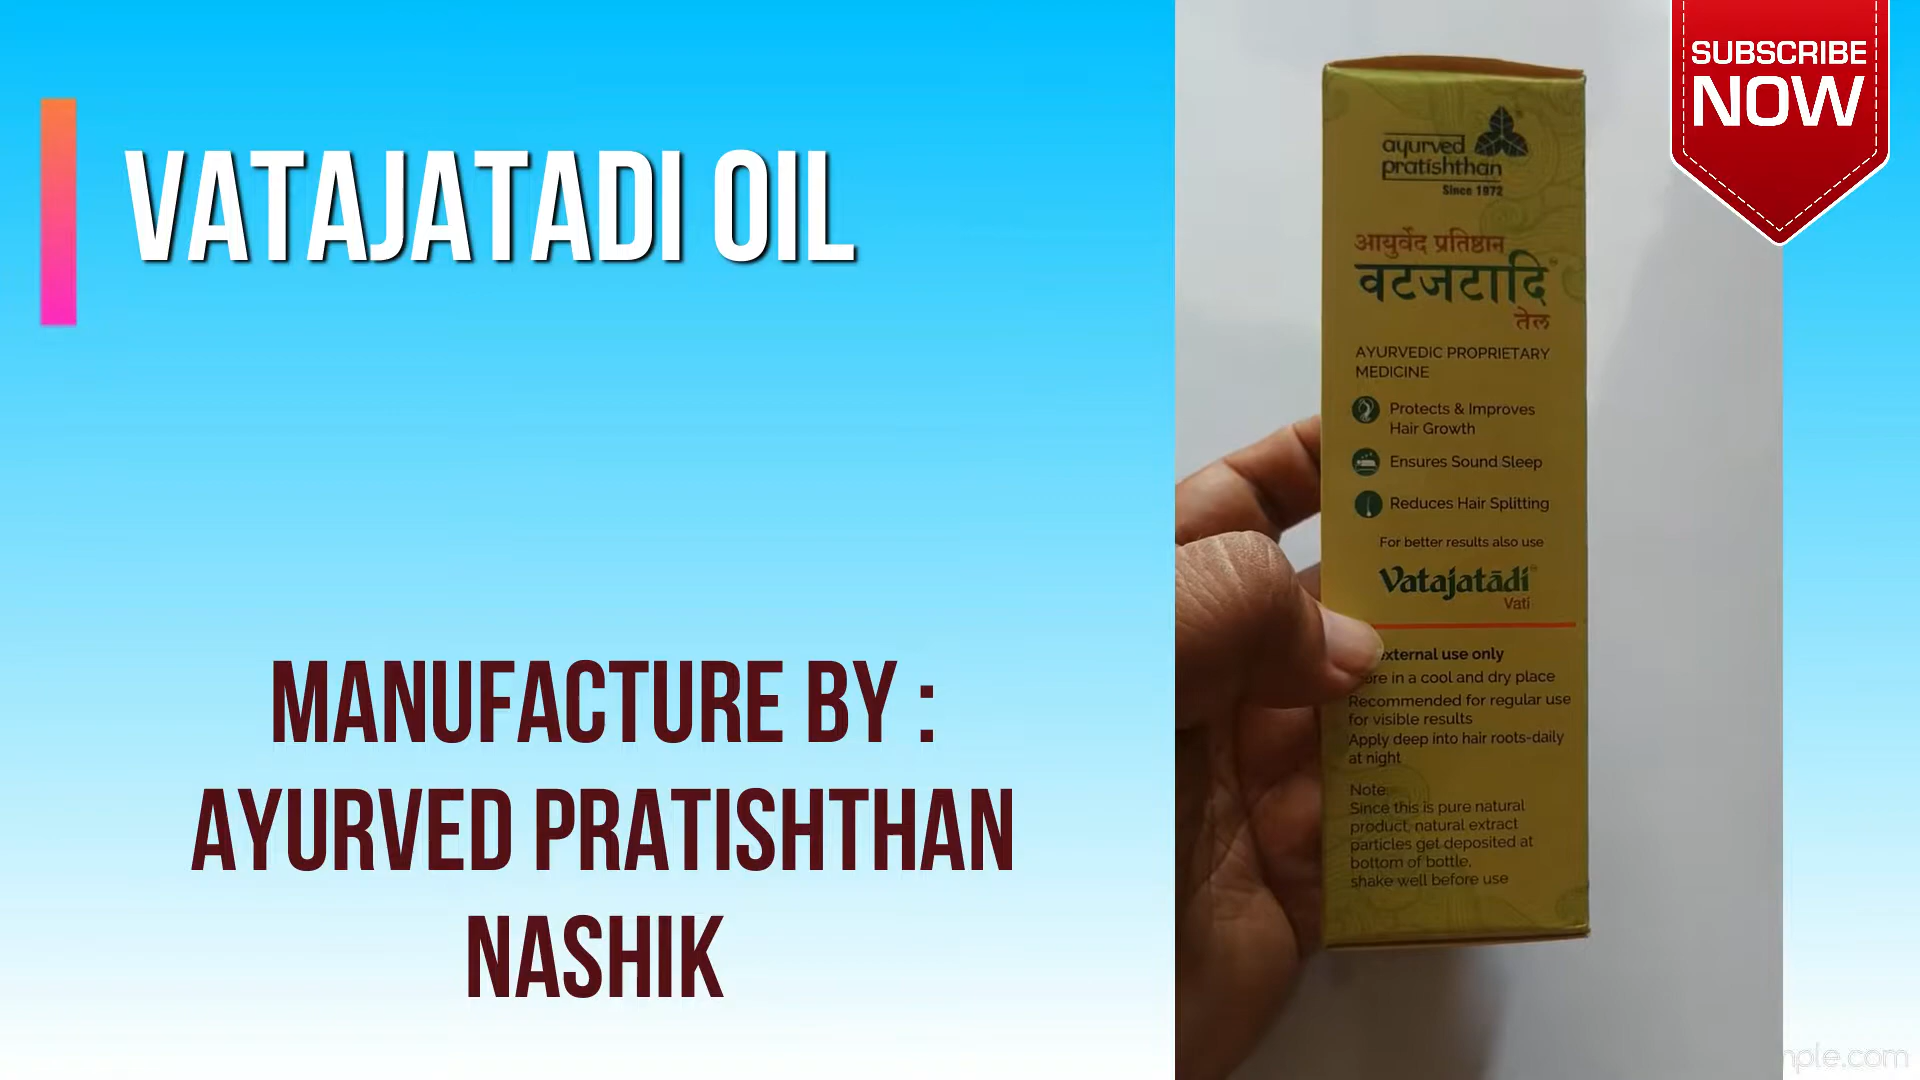 VATAJATADI OIL
MANUFACTURE BY :
AYURVED PRATISHTHAN
NASHIK
SUBSCRIBE
NOW
ayurved
pratishthan
Since 1972
आयुर्वेद प्रतिष्ठान
वटजटादि
तेल
AYURVEDIC PROPRIETARY
MEDICINE
Protects & Improves
Hair Growth
Ensures Sound Sleep
Reduces Hair Splitting
For better results also use
Vatajatādi
Vati
external use only
in a cool and dry place
Recommended for regular use
for visible results
Apply deep into hair roots-daily
at night
Note:
Since this is pure natural
product, natural extract
particles get deposited at
bottom of bottle,
shake well before use